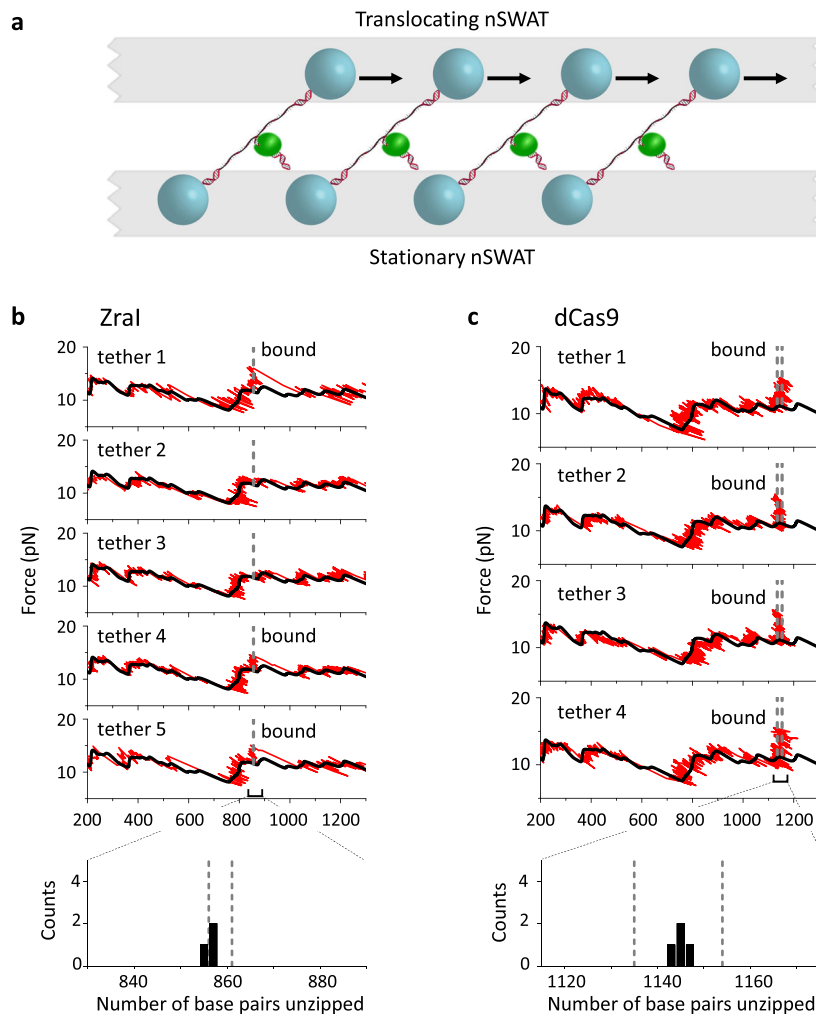 a
Translocating nSWAT
Stationary nSWAT
b
ZraI
20
tether 1
bound
10
20
tether 2
10
20
tether 3
10
20
tether 4
bound
10
20
tether 5
bound
10
Force (pN)
200 400 600 800 1000 1200
4
2
0
Counts
840 860 880
Number of base pairs unzipped
c
dCas9
20
tether 1
bound
10
20
tether 2
bound
10
20
tether 3
bound
10
20
tether 4
bound
10
0
Force (pN)
200 400 600 800 1000 1200
4
2
0
Counts
1120 1140 1160
Number of base pairs unzipped